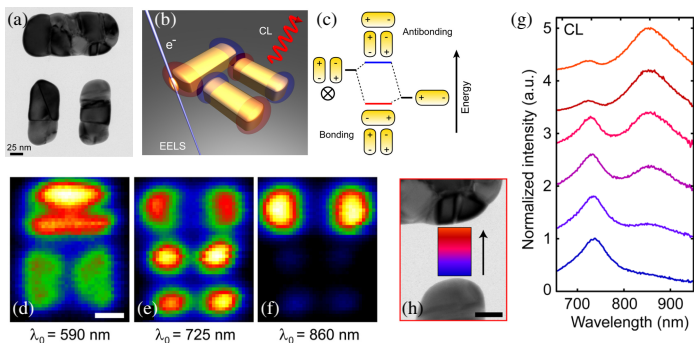 (a)
25 nm
(b)
e-
CL
EELS
(c)
+ -
+ +
- -
Antibonding
+ -
- +
+ -
Energy
- +
Bonding
+ -
- +
(d)
λ₀ = 590 nm
(e)
λ₀ = 725 nm
(f)
λ₀ = 860 nm
(h)
(g)
CL
Normalized intensity (a.u.)
5
4
3
2
1
0
700 800 900
Wavelength (nm)